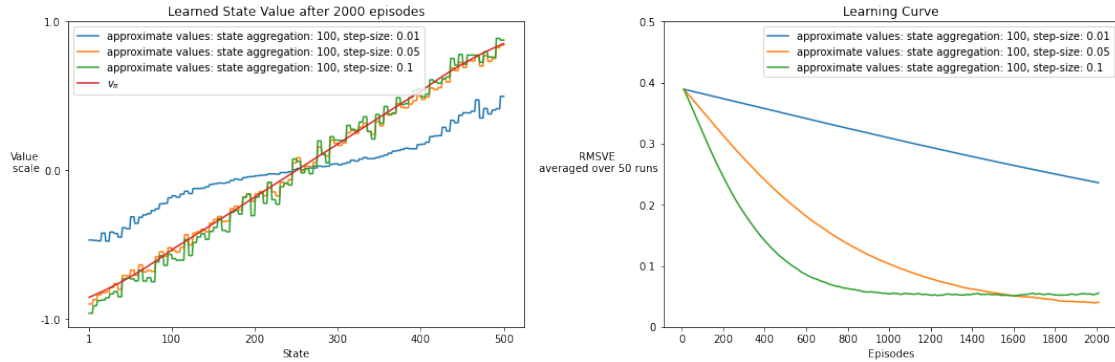 Learned State Value after 2000 episodes
1.0
approximate values: state aggregation: 100, step-size: 0.01
approximate values: state aggregation: 100, step-size: 0.05
approximate values: state aggregation: 100, step-size: 0.1
vπ
Value
scale
0.0
-1.0
1 100 200 300 400 500
State
Learning Curve
0.5
approximate values: state aggregation: 100, step-size: 0.01
approximate values: state aggregation: 100, step-size: 0.05
approximate values: state aggregation: 100, step-size: 0.1
0.4
0.3
RMSVE
averaged over 50 runs
0.2
0.1
0
0 200 400 600 800 1000 1200 1400 1600 1800 2000
Episodes